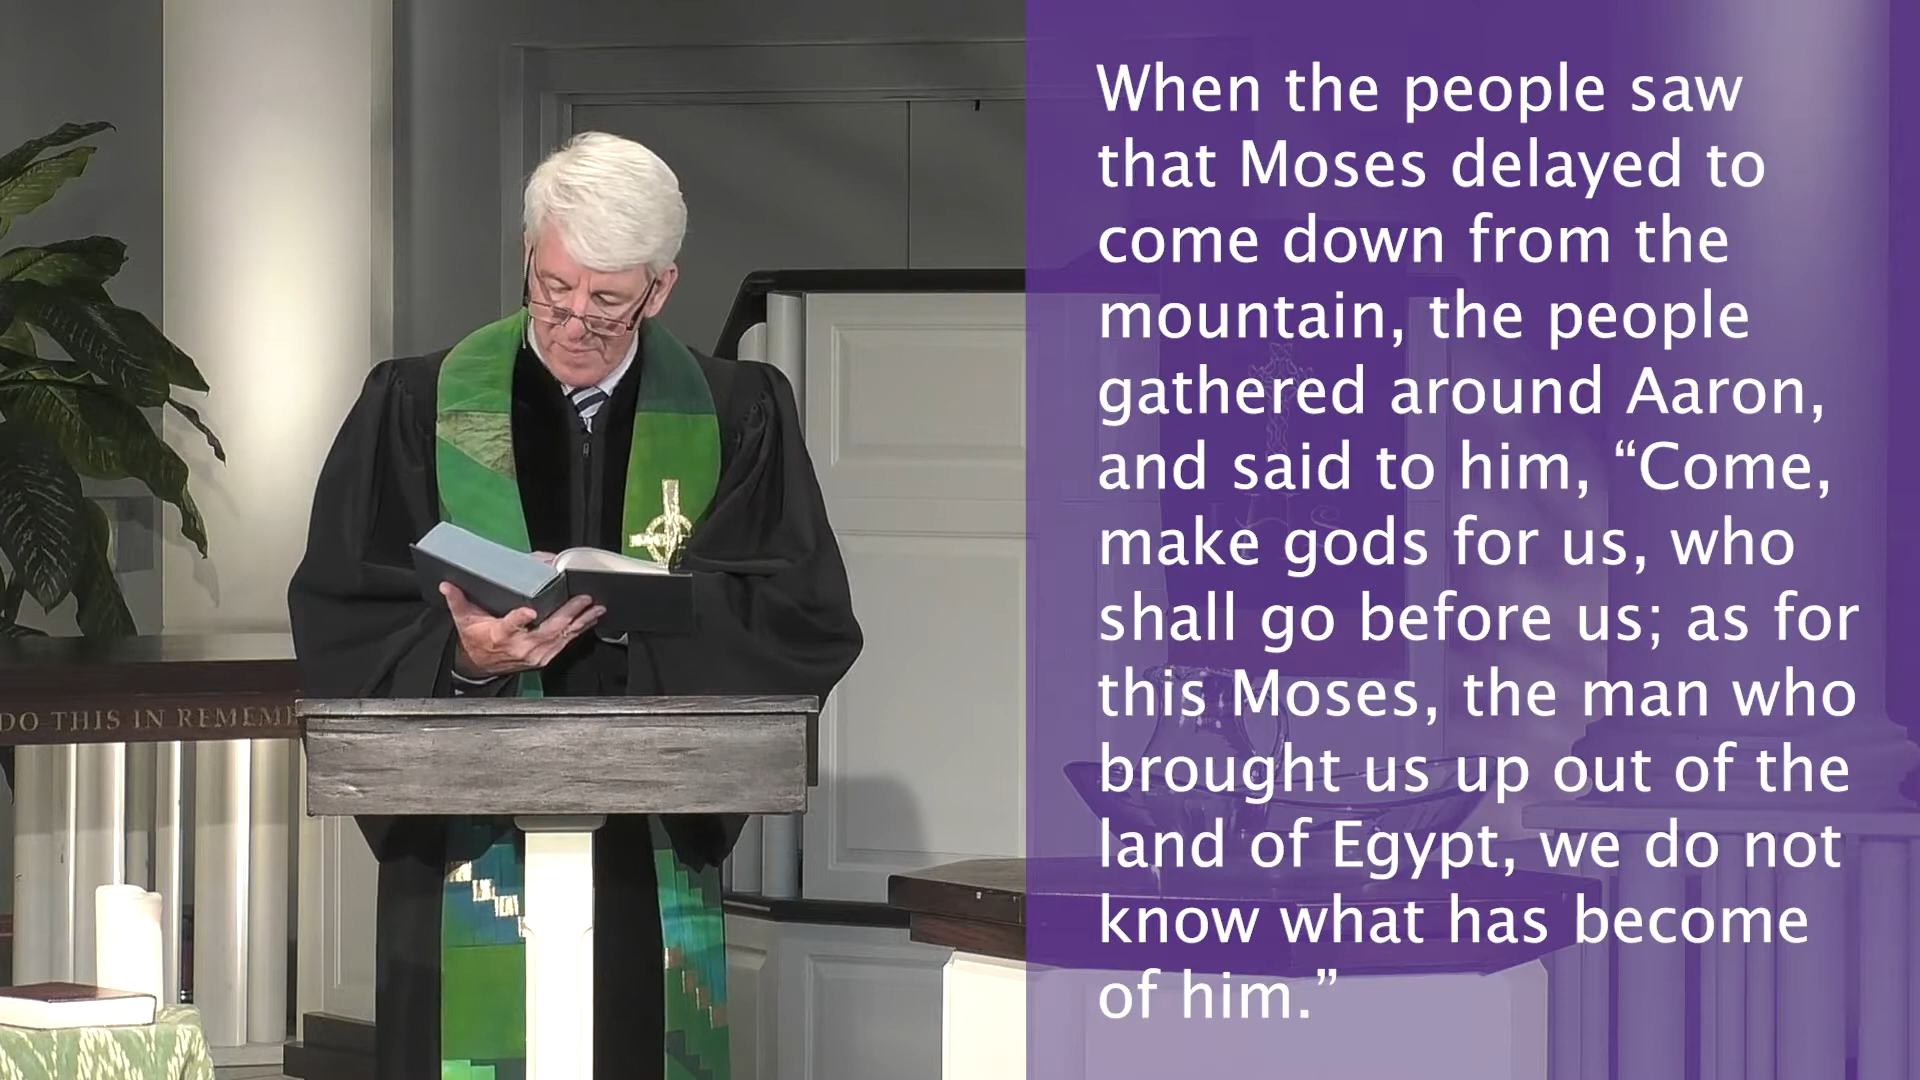 When the people saw
that Moses delayed to
come down from the
mountain, the people
gathered around Aaron,
and said to him, “Come,
make gods for us, who
shall go before us; as for
this Moses, the man who
brought us up out of the
land of Egypt, we do not
know what has become
of him.”
DO THIS IN REMEM